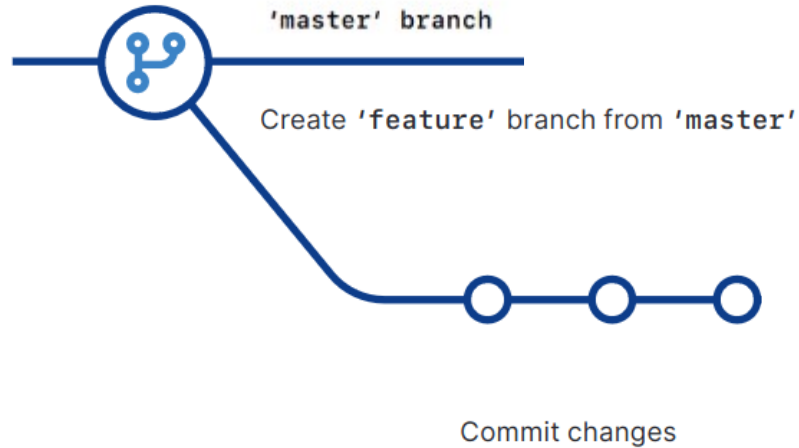 ‘master’ branch
Create ‘feature’ branch from ‘master’
Commit changes